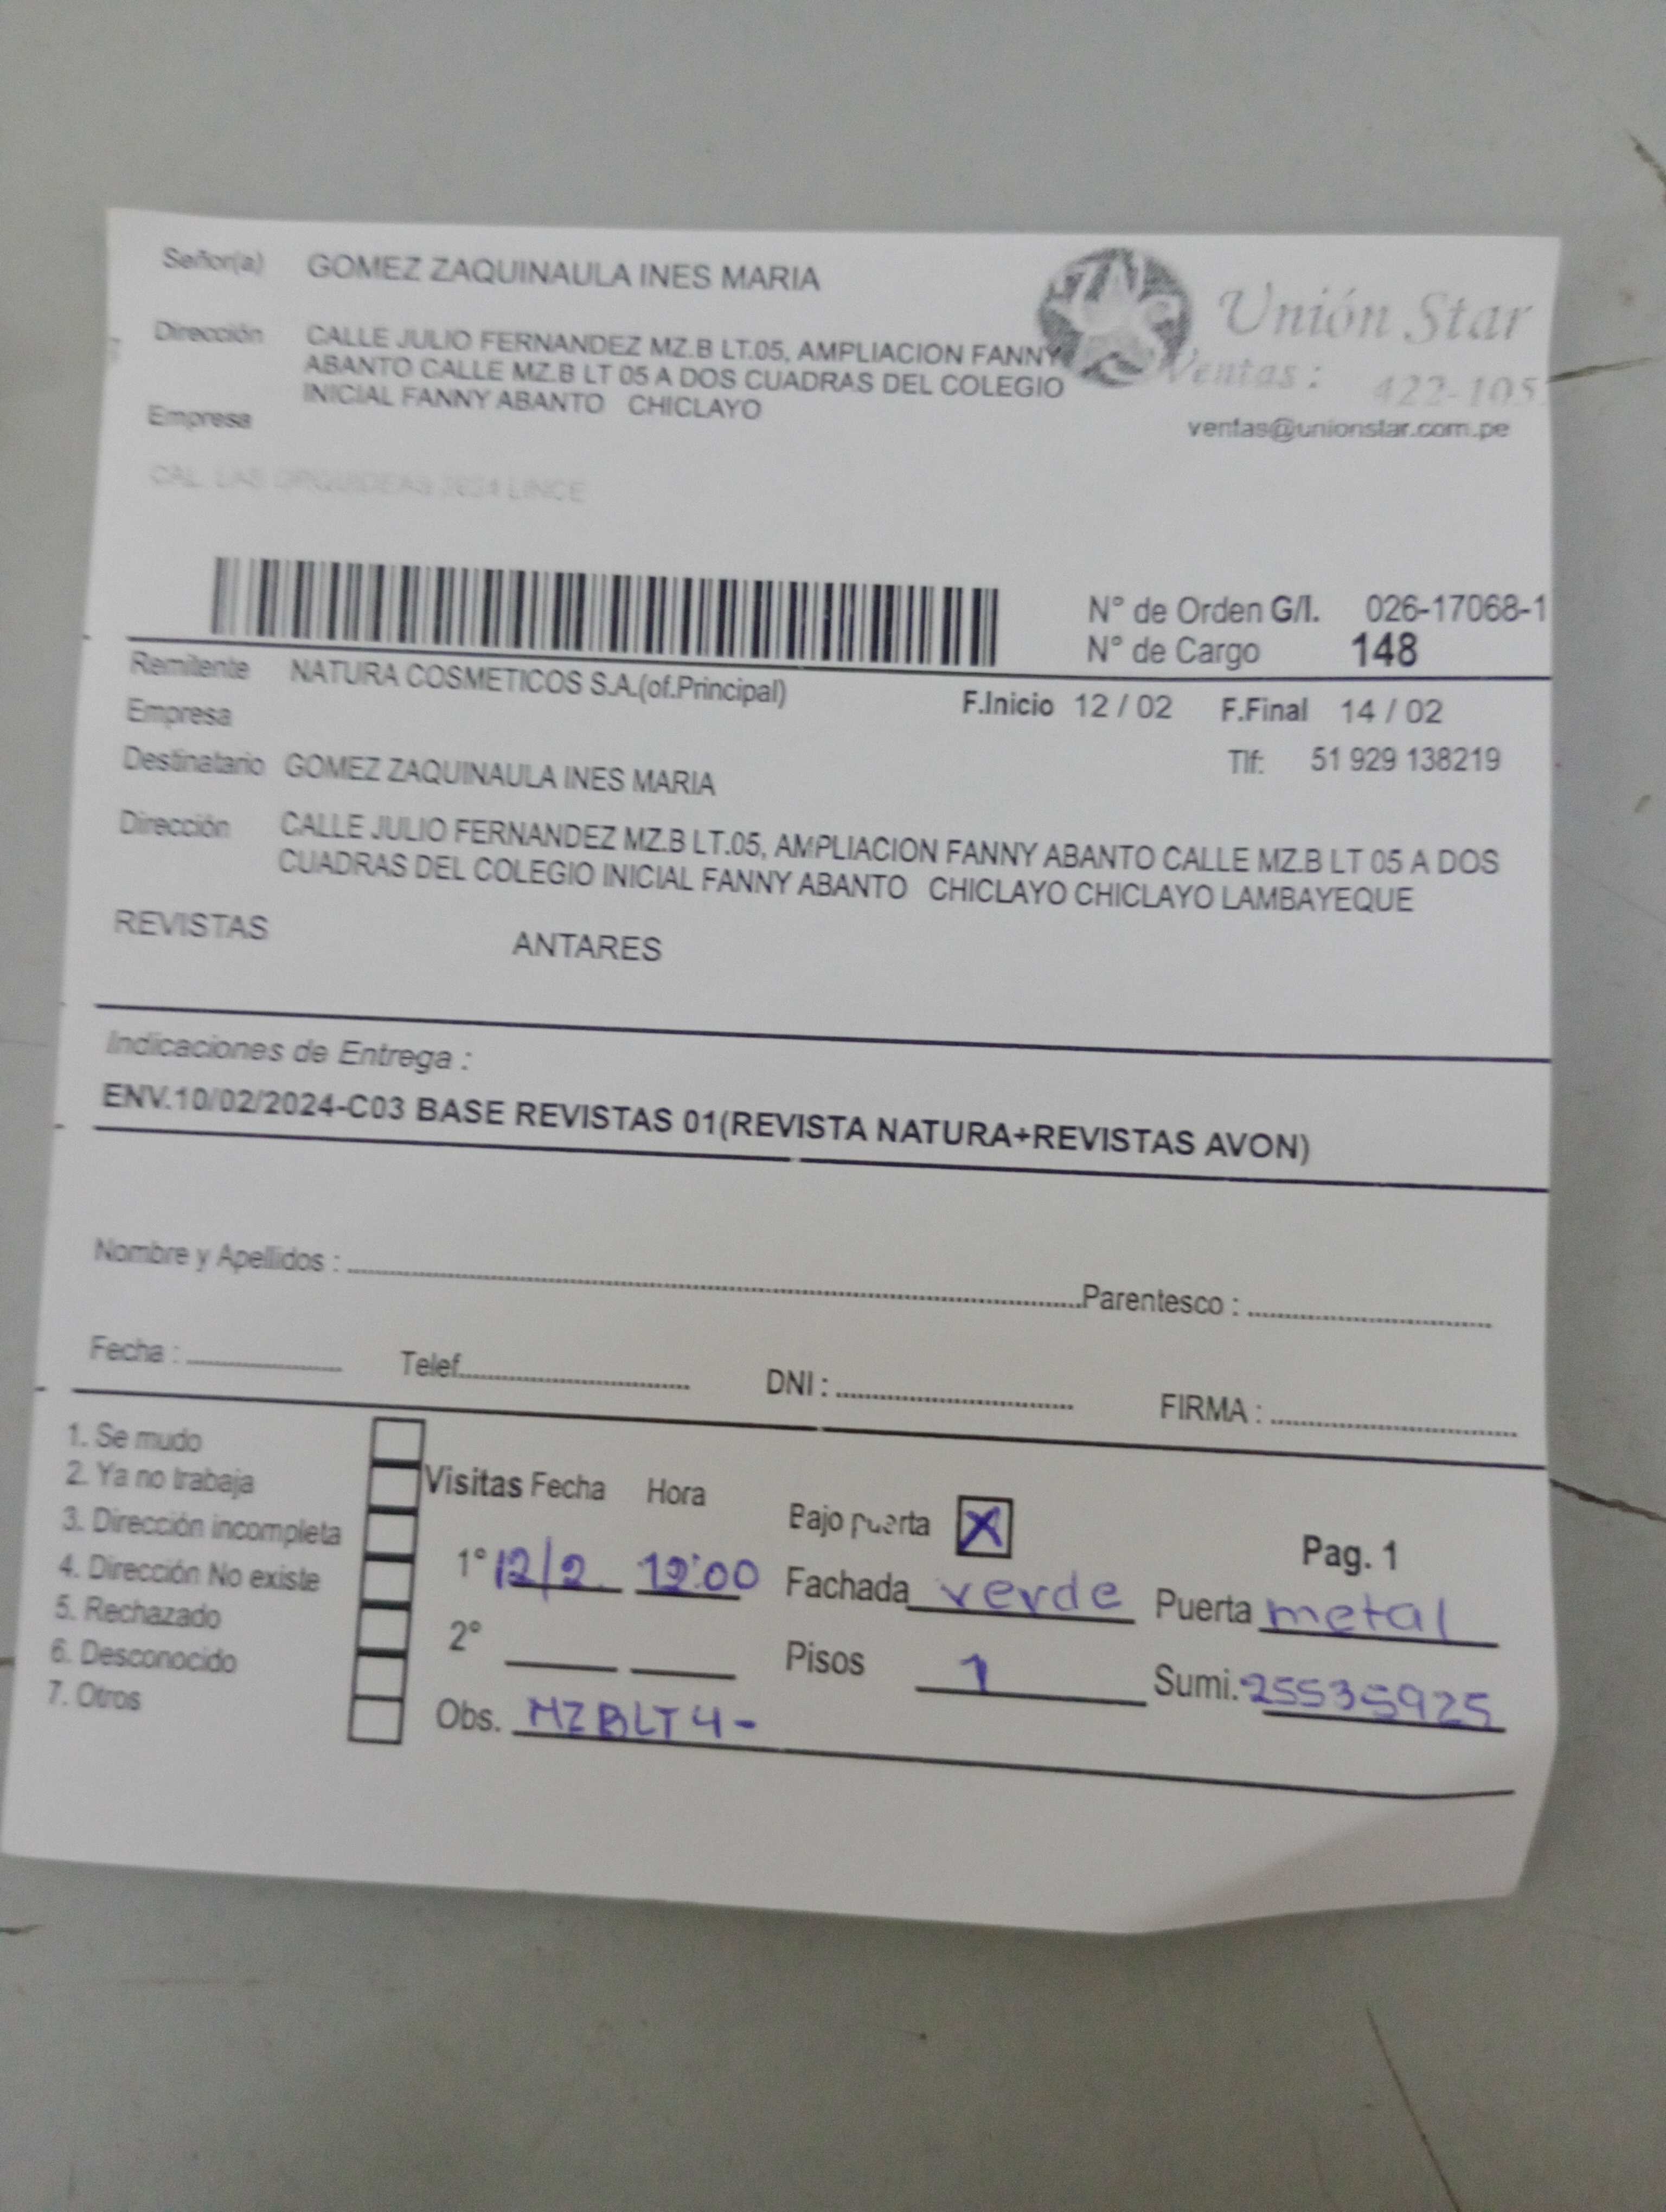 Señor(a) GOMEZ ZAQUINAULA INES MARIA
Unión Star
Dirección CALLE JULIO FERNANDEZ MZ.B LT.05, AMPLIACION FANNY
ABANTO CALLE MZ.B LT 05 A DOS CUADRAS DEL COLEGIO
INICIAL FANNY ABANTO CHICLAYO
Ventas : 422-105
ventas@unionstar.com.pe
Empresa
CAL. LAS ORQUIDEAS LINCE
N° de Orden G/I. 026-17068-1
N° de Cargo 148
Remitente NATURA COSMETICOS S.A.(of.Principal)
Empresa F.Inicio 12 / 02 F.Final 14 / 02
Destinatario GOMEZ ZAQUINAULA INES MARIA Tlf: 51 929 138219
Dirección CALLE JULIO FERNANDEZ MZ.B LT.05, AMPLIACION FANNY ABANTO CALLE MZ.B LT 05 A DOS
CUADRAS DEL COLEGIO INICIAL FANNY ABANTO CHICLAYO CHICLAYO LAMBAYEQUE
REVISTAS ANTARES
Indicaciones de Entrega :
ENV.10/02/2024-C03 BASE REVISTAS 01(REVISTA NATURA+REVISTAS AVON)
Nombre y Apellidos : Parentesco :
Fecha : Telef. DNI : FIRMA :
1. Se mudo
2. Ya no trabaja
3. Dirección incompleta
4. Dirección No existe
5. Rechazado
6. Desconocido
7. Otros
Visitas Fecha Hora Bajo puerta X Pag. 1
1° 12/2 12:00 Fachada verde Puerta metal
2° Pisos 1 Sumi. 25535925
Obs. MZ B LT 4 -